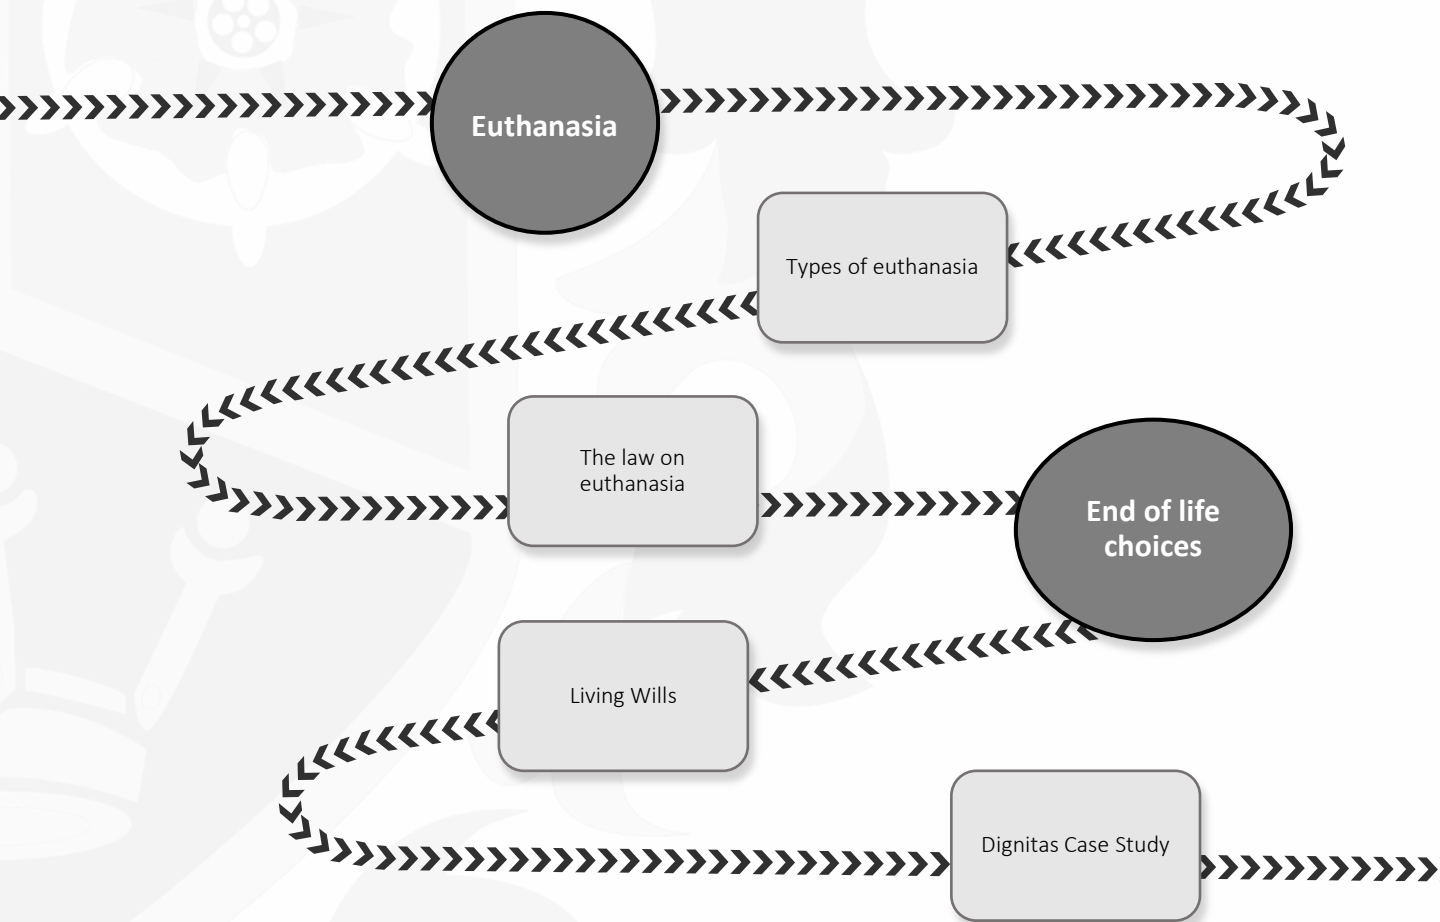 Euthanasia
Types of euthanasia
The law on
euthanasia
End of life
choices
Living Wills
Dignitas Case Study